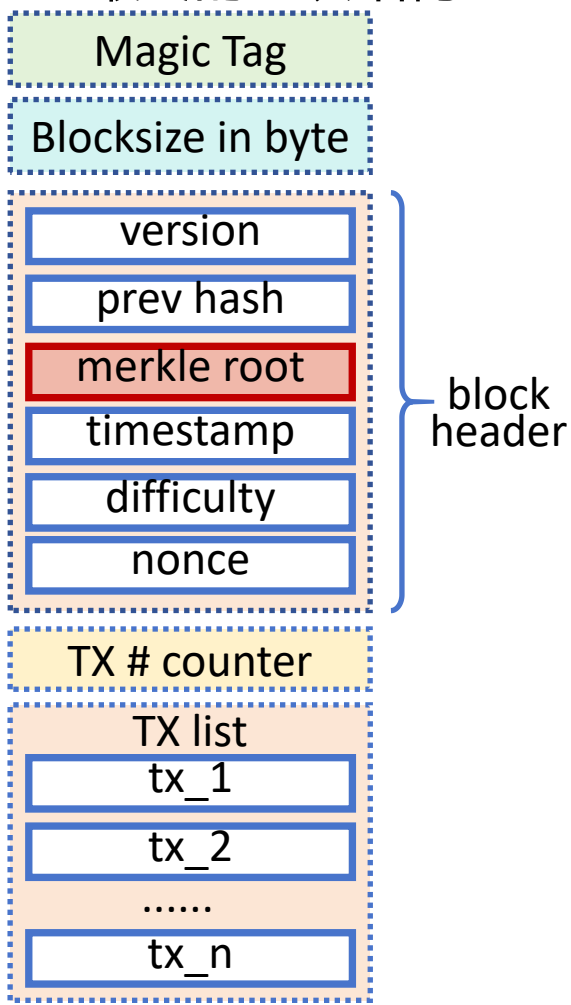 Magic Tag
Blocksize in byte
version
prev hash
merkle root
timestamp
difficulty
nonce
block
header
TX # counter
TX list
tx_1
tx_2
......
tx_n